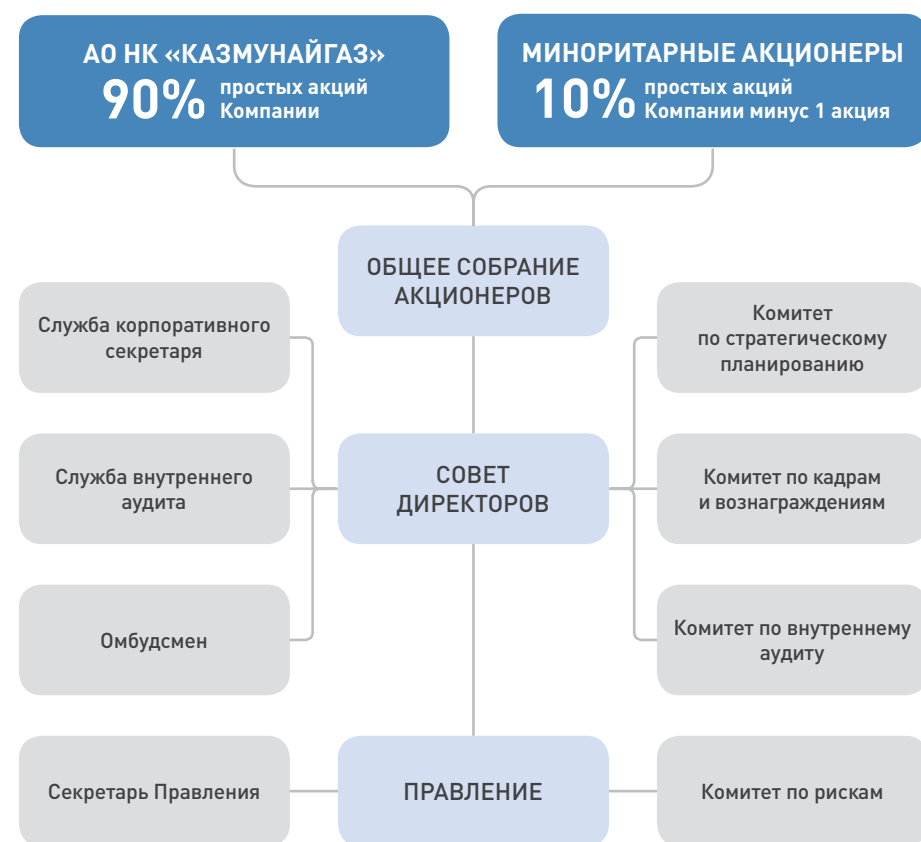 АО НК «КАЗМУНАЙГАЗ»
90% простых акций
Компании
МИНОРИТАРНЫЕ АКЦИОНЕРЫ
10% простых акций
Компании минус 1 акция
ОБЩЕЕ СОБРАНИЕ
АКЦИОНЕРОВ
Служба корпоративного
секретаря
Комитет
по стратегическому
планированию
Служба внутреннего
аудита
СОВЕТ
ДИРЕКТОРОВ
Комитет по кадрам
и вознаграждениям
Омбудсмен
Комитет по внутреннему
аудиту
Секретарь Правления
ПРАВЛЕНИЕ
Комитет по рискам